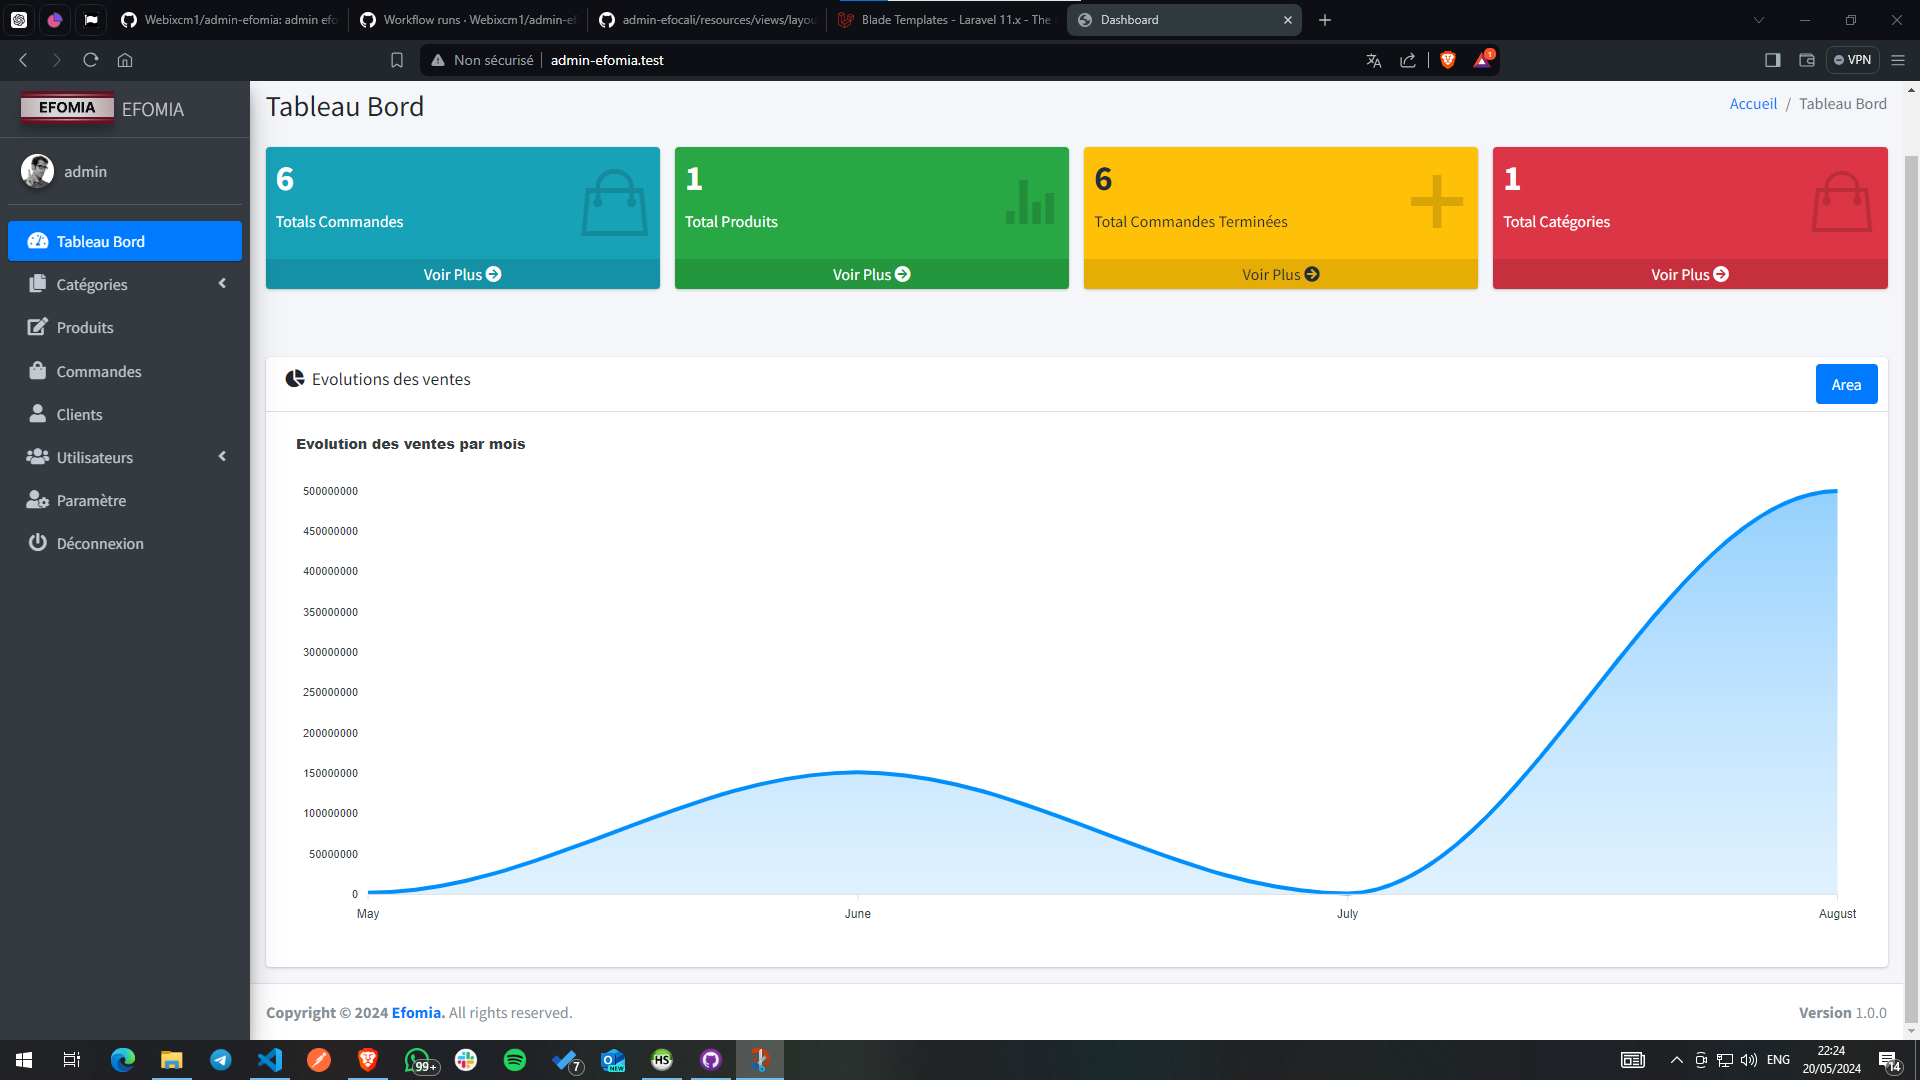 Webixcm1/admin-efomia: admin efo
Workflow runs · Webixcm1/admin-ef
admin-efocali/resources/views/layou
Blade Templates - Laravel 11.x - The
Dashboard
Non sécurisé
admin-efomia.test
1
VPN
EFOMIA
EFOMIA
admin
Tableau Bord
Catégories
Produits
Commandes
Clients
Utilisateurs
Paramètre
Déconnexion
Tableau Bord
Accueil / Tableau Bord
6
Totals Commandes
Voir Plus
1
Total Produits
Voir Plus
6
Total Commandes Terminées
Voir Plus
1
Total Catégories
Voir Plus
Evolutions des ventes
Area
Evolution des ventes par mois
500000000
450000000
400000000
350000000
300000000
250000000
200000000
150000000
100000000
50000000
0
May
June
July
August
Copyright © 2024 Efomia. All rights reserved.
Version 1.0.0
99+
7
NEW
HS
ENG
22:24
20/05/2024
14